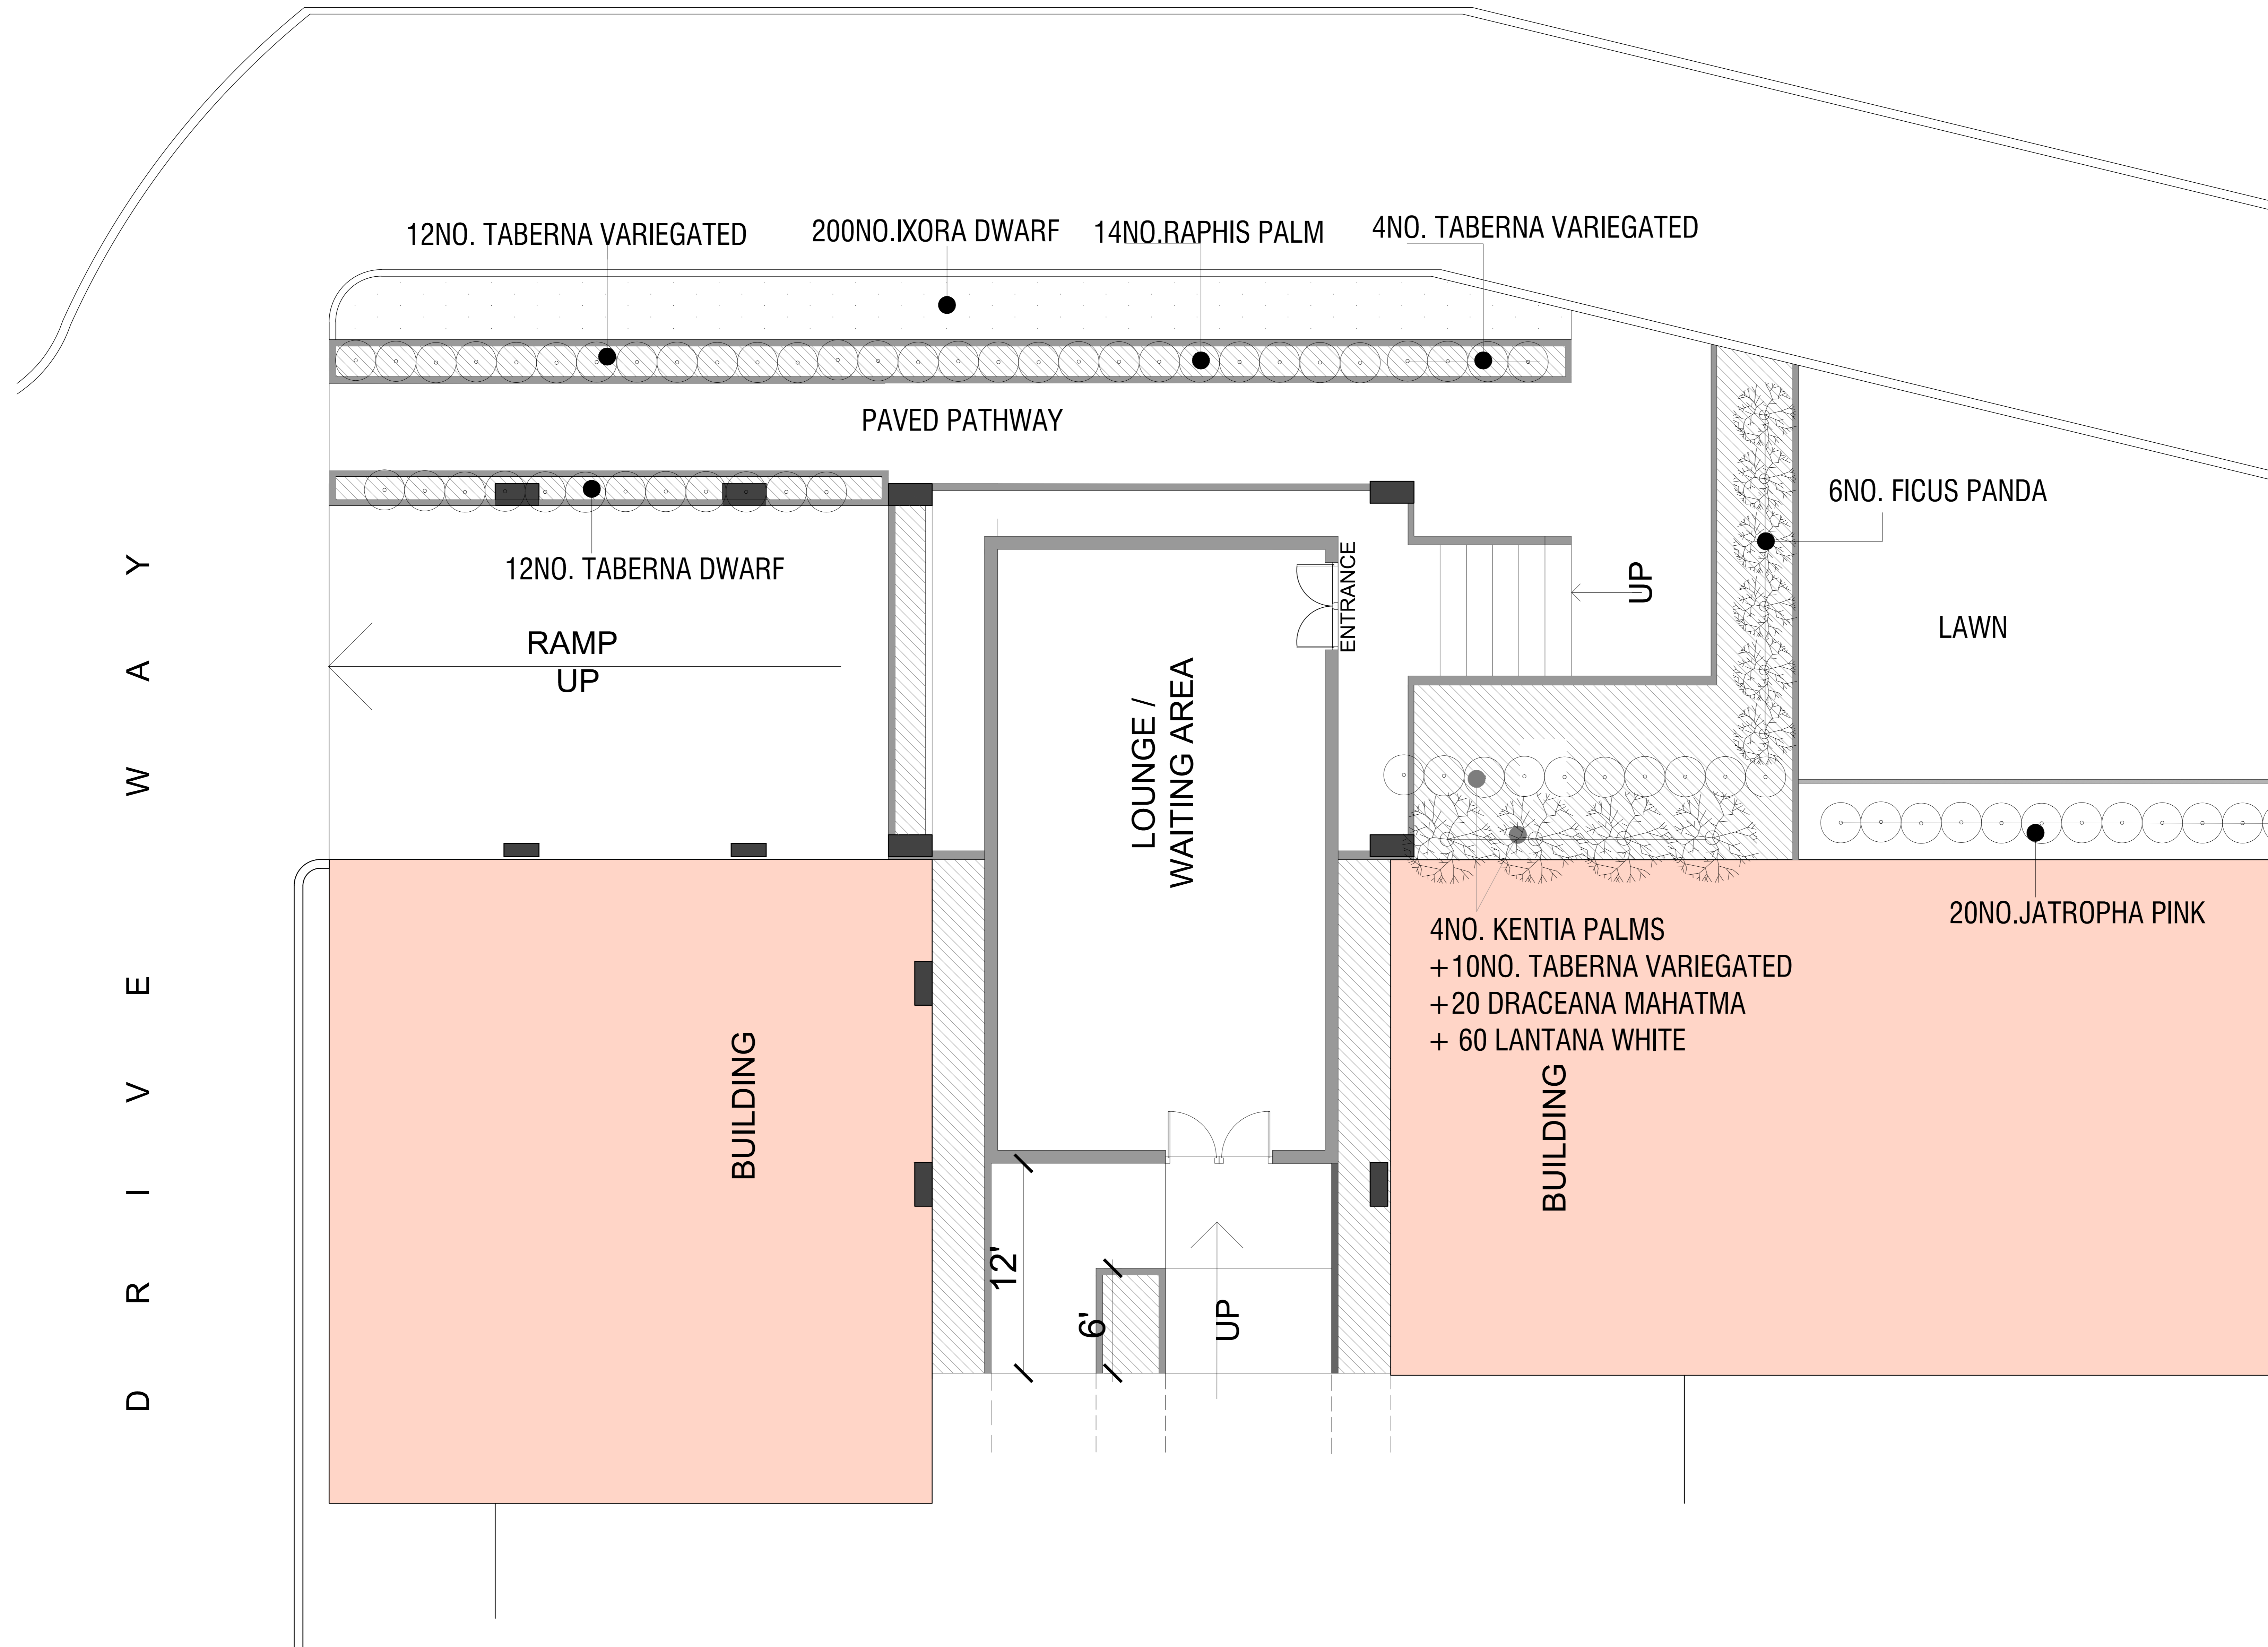 12NO. TABERNA VARIEGATED
200NO.IXORA DWARF
14NO.RAPHIS PALM
4NO. TABERNA VARIEGATED
PAVED PATHWAY
6NO. FICUS PANDA
12NO. TABERNA DWARF
ENTRANCE
UP
RAMP
UP
LAWN
LOUNGE /
WAITING AREA
DRIVE WAY
4NO. KENTIA PALMS
+10NO. TABERNA VARIEGATED
+20 DRACEANA MAHATMA
+ 60 LANTANA WHITE
20NO.JATROPHA PINK
BUILDING
BUILDING
12'
6'
UP